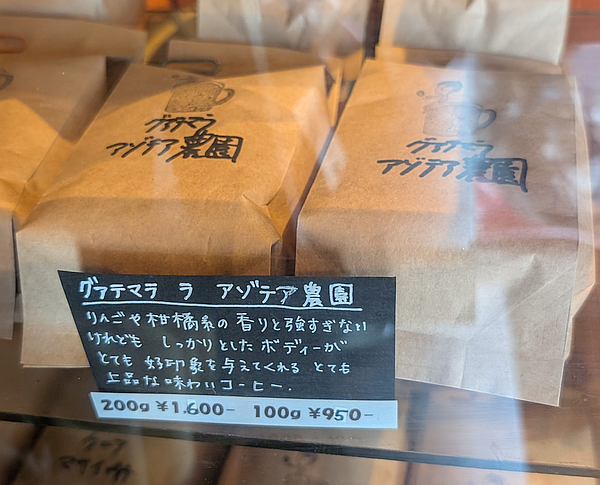 グァテマラ
アゾテア農園
グァテマラ
アゾテア農園
グァテマラ ラ アゾテア農園
りんごや柑橘系の香りと強すぎない
けれども しっかりとしたボディーが
とても 好印象を与えてくれる とても
上品な味わいコーヒー.
200g ¥1.600- 100g ¥950-